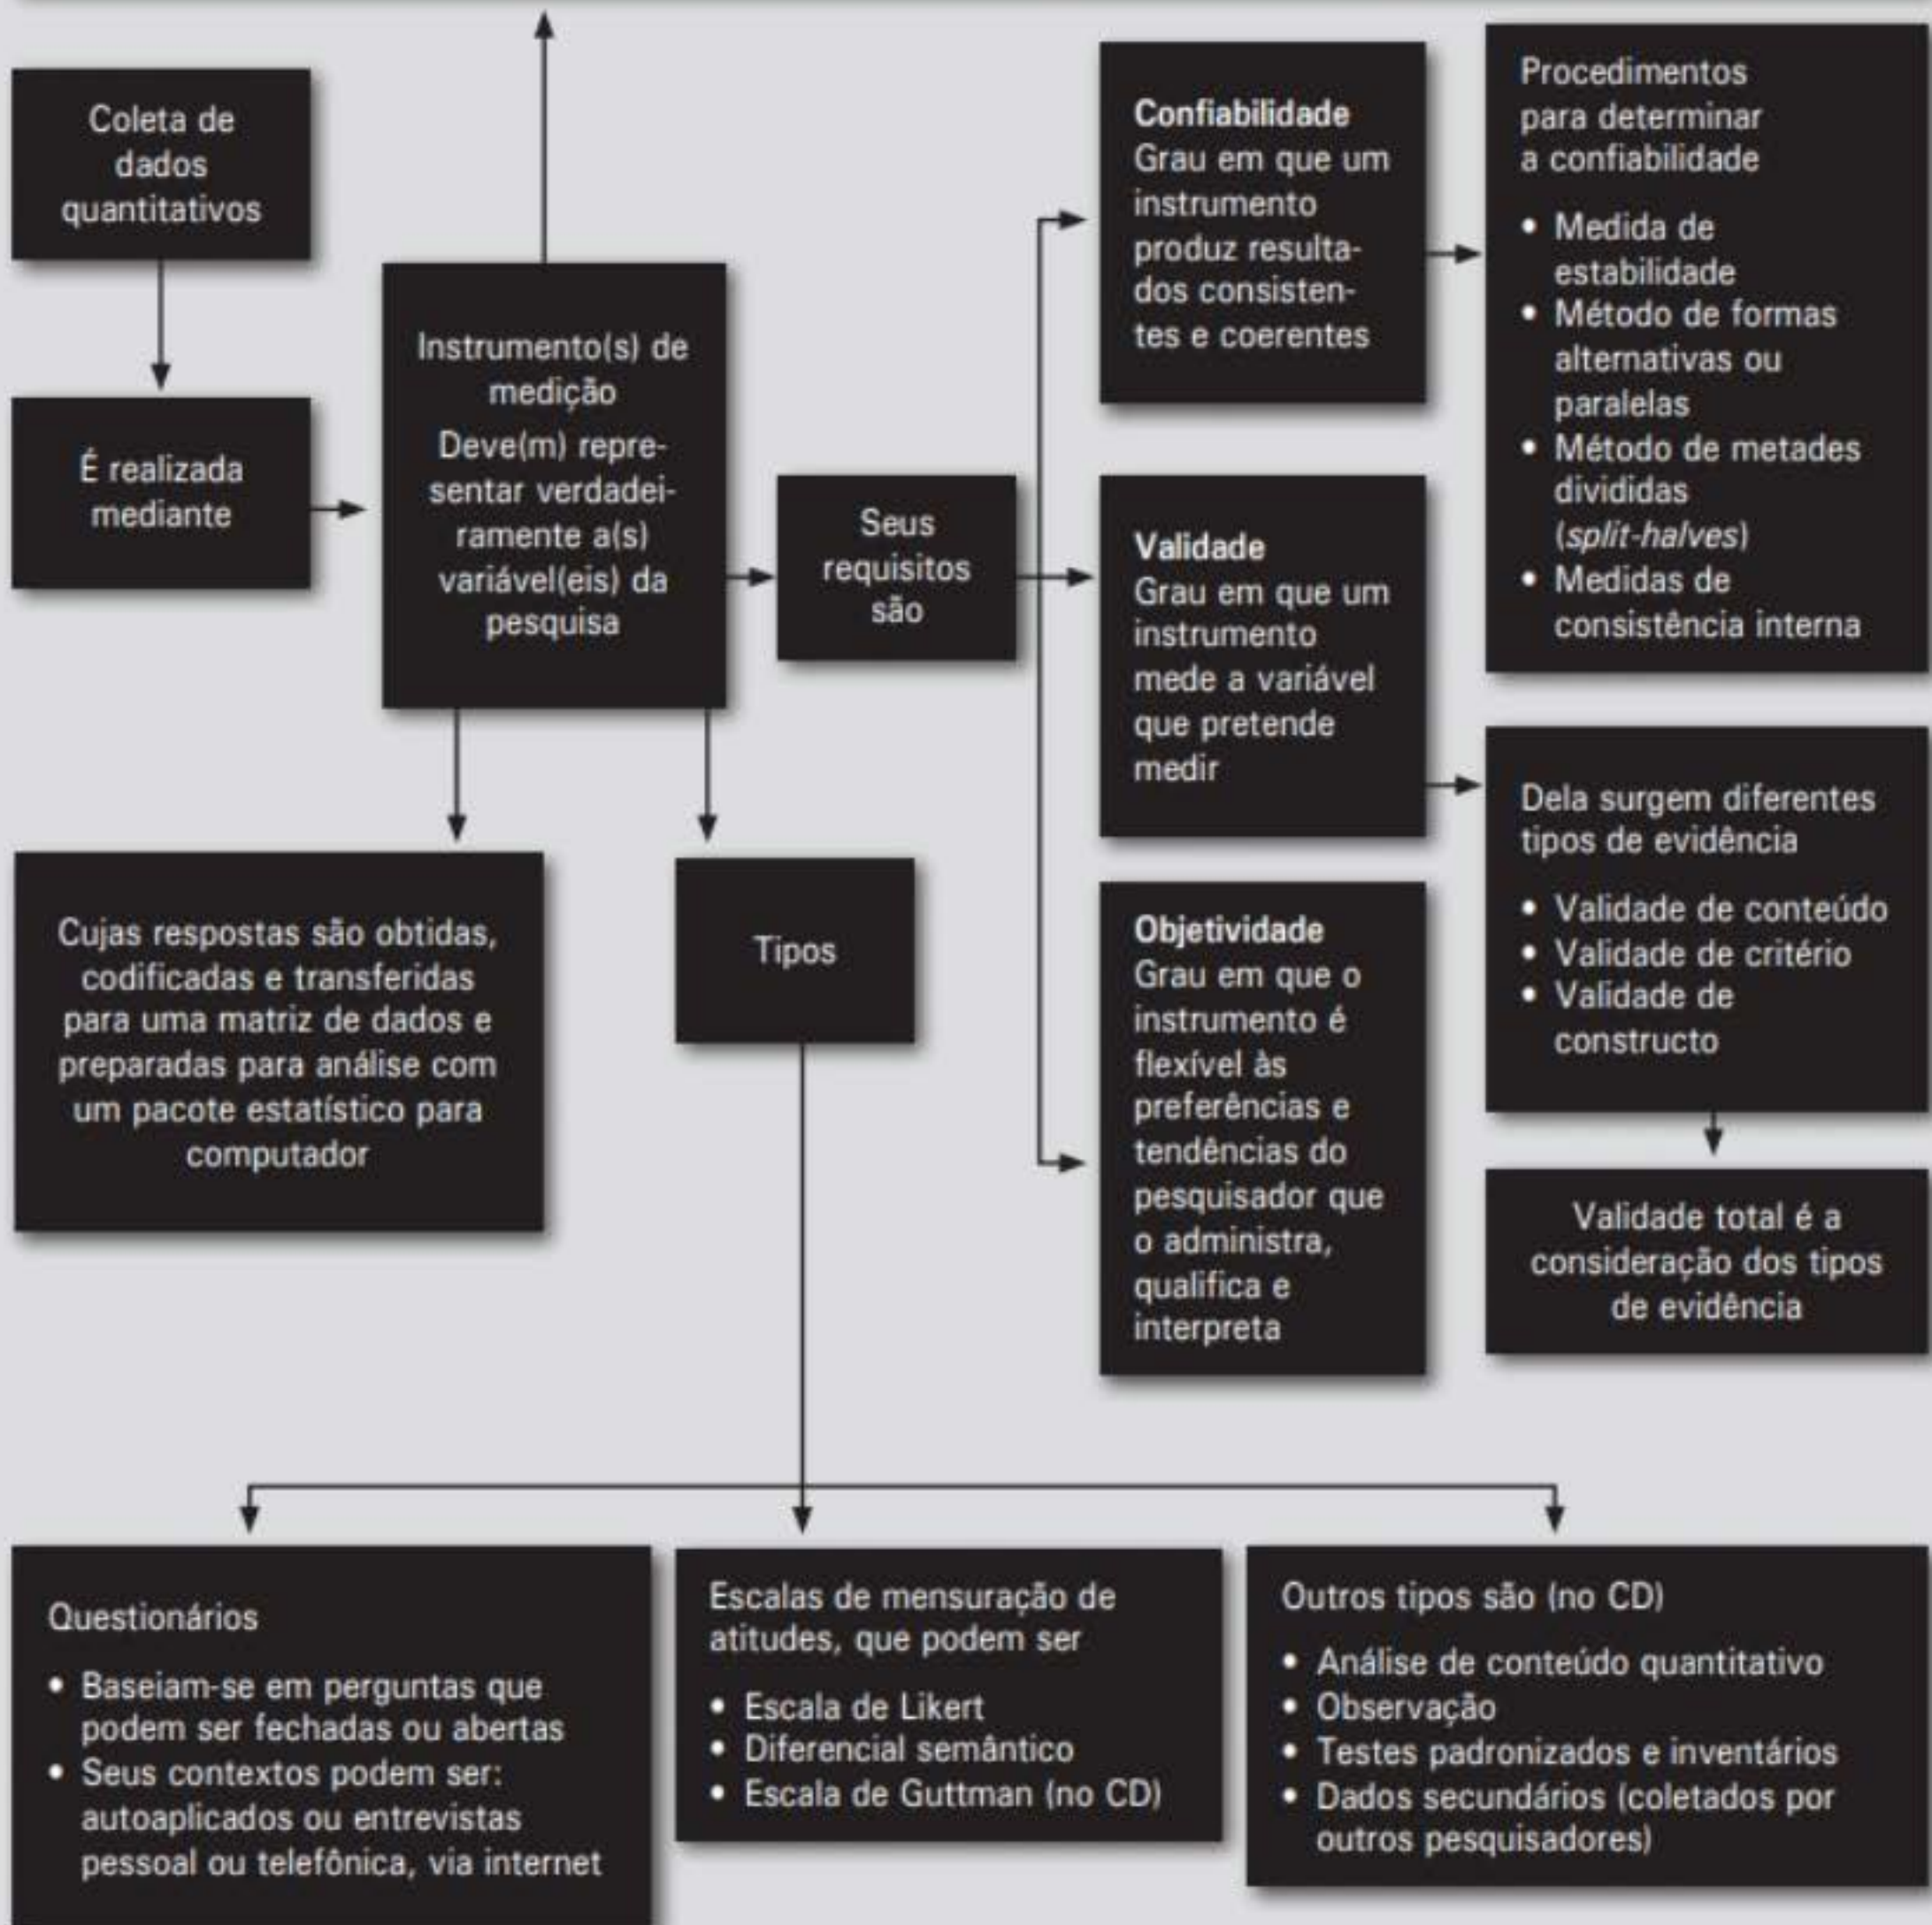 Coleta de
dados
quantitativos
É realizada
mediante
Instrumento(s) de
medição
Deve(m) repre-
sentar verdadei-
ramente a(s)
variável(eis) da
pesquisa
Seus
requisitos
são
Confiabilidade
Grau em que um
instrumento
produz resulta-
dos consisten-
tes e coerentes
Procedimentos
para determinar
a confiabilidade
• Medida de
estabilidade
• Método de formas
alternativas ou
paralelas
• Método de metades
divididas
(split-halves)
• Medidas de
consistência interna
Validade
Grau em que um
instrumento
mede a variável
que pretende
medir
Dela surgem diferentes
tipos de evidência
• Validade de conteúdo
• Validade de critério
• Validade de
constructo
Validade total é a
consideração dos tipos
de evidência
Objetividade
Grau em que o
instrumento é
flexível às
preferências e
tendências do
pesquisador que
o administra,
qualifica e
interpreta
Cujas respostas são obtidas,
codificadas e transferidas
para uma matriz de dados e
preparadas para análise com
um pacote estatístico para
computador
Tipos
Questionários
• Baseiam-se em perguntas que
podem ser fechadas ou abertas
• Seus contextos podem ser:
autoaplicados ou entrevistas
pessoal ou telefônica, via internet
Escalas de mensuração de
atitudes, que podem ser
• Escala de Likert
• Diferencial semântico
• Escala de Guttman (no CD)
Outros tipos são (no CD)
• Análise de conteúdo quantitativo
• Observação
• Testes padronizados e inventários
• Dados secundários (coletados por
outros pesquisadores)